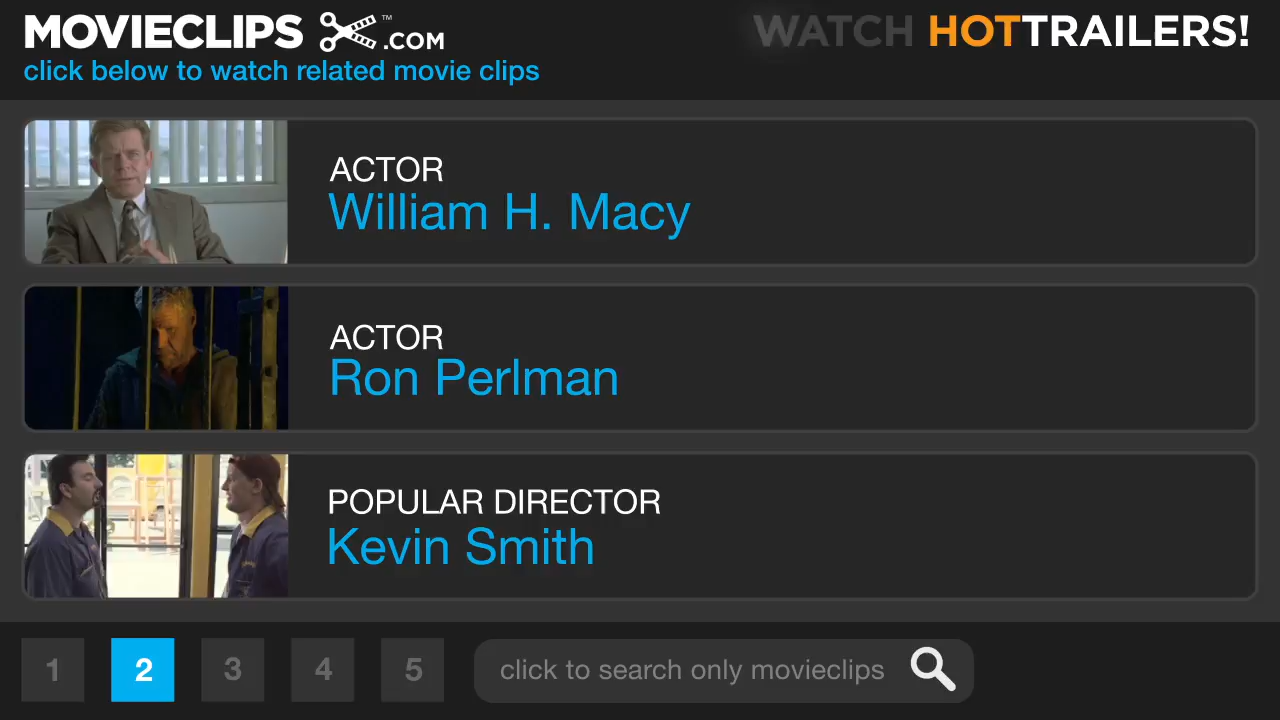 MOVIECLIPS ™ .COM
WATCH HOTTRAILERS!
click below to watch related movie clips
ACTOR
William H. Macy
ACTOR
Ron Perlman
POPULAR DIRECTOR
Kevin Smith
1 2 3 4 5 click to search only movieclips